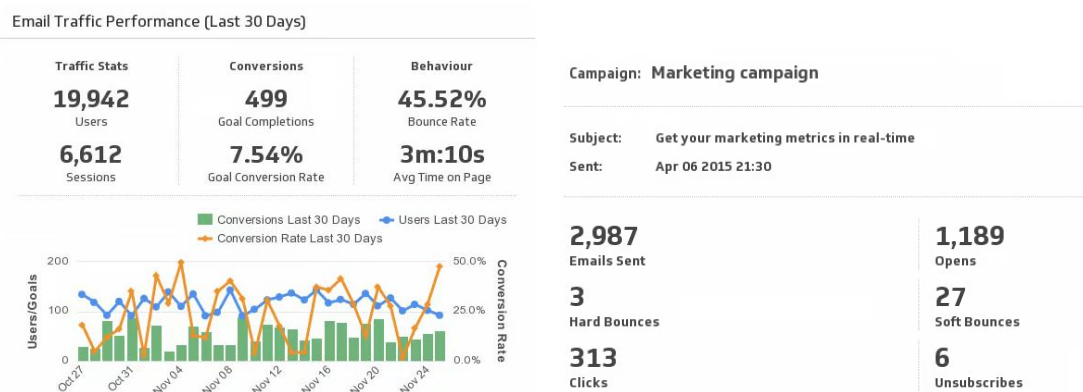 Email Traffic Performance (Last 30 Days)
Traffic Stats
Conversions
Behaviour
19,942
499
45.52%
Users
Goal Completions
Bounce Rate
6,612
7.54%
3m:10s
Sessions
Goal Conversion Rate
Avg Time on Page
Conversions Last 30 Days
Users Last 30 Days
Conversion Rate Last 30 Days
Users/Goals
200
100
0
50.0%
25.0%
0.0%
Conversion Rate
Oct 27
Oct 31
Nov 04
Nov 08
Nov 12
Nov 16
Nov 20
Nov 24
Campaign: Marketing campaign
Subject: Get your marketing metrics in real-time
Sent: Apr 06 2015 21:30
2,987
1,189
Emails Sent
Opens
3
27
Hard Bounces
Soft Bounces
313
6
Clicks
Unsubscribes